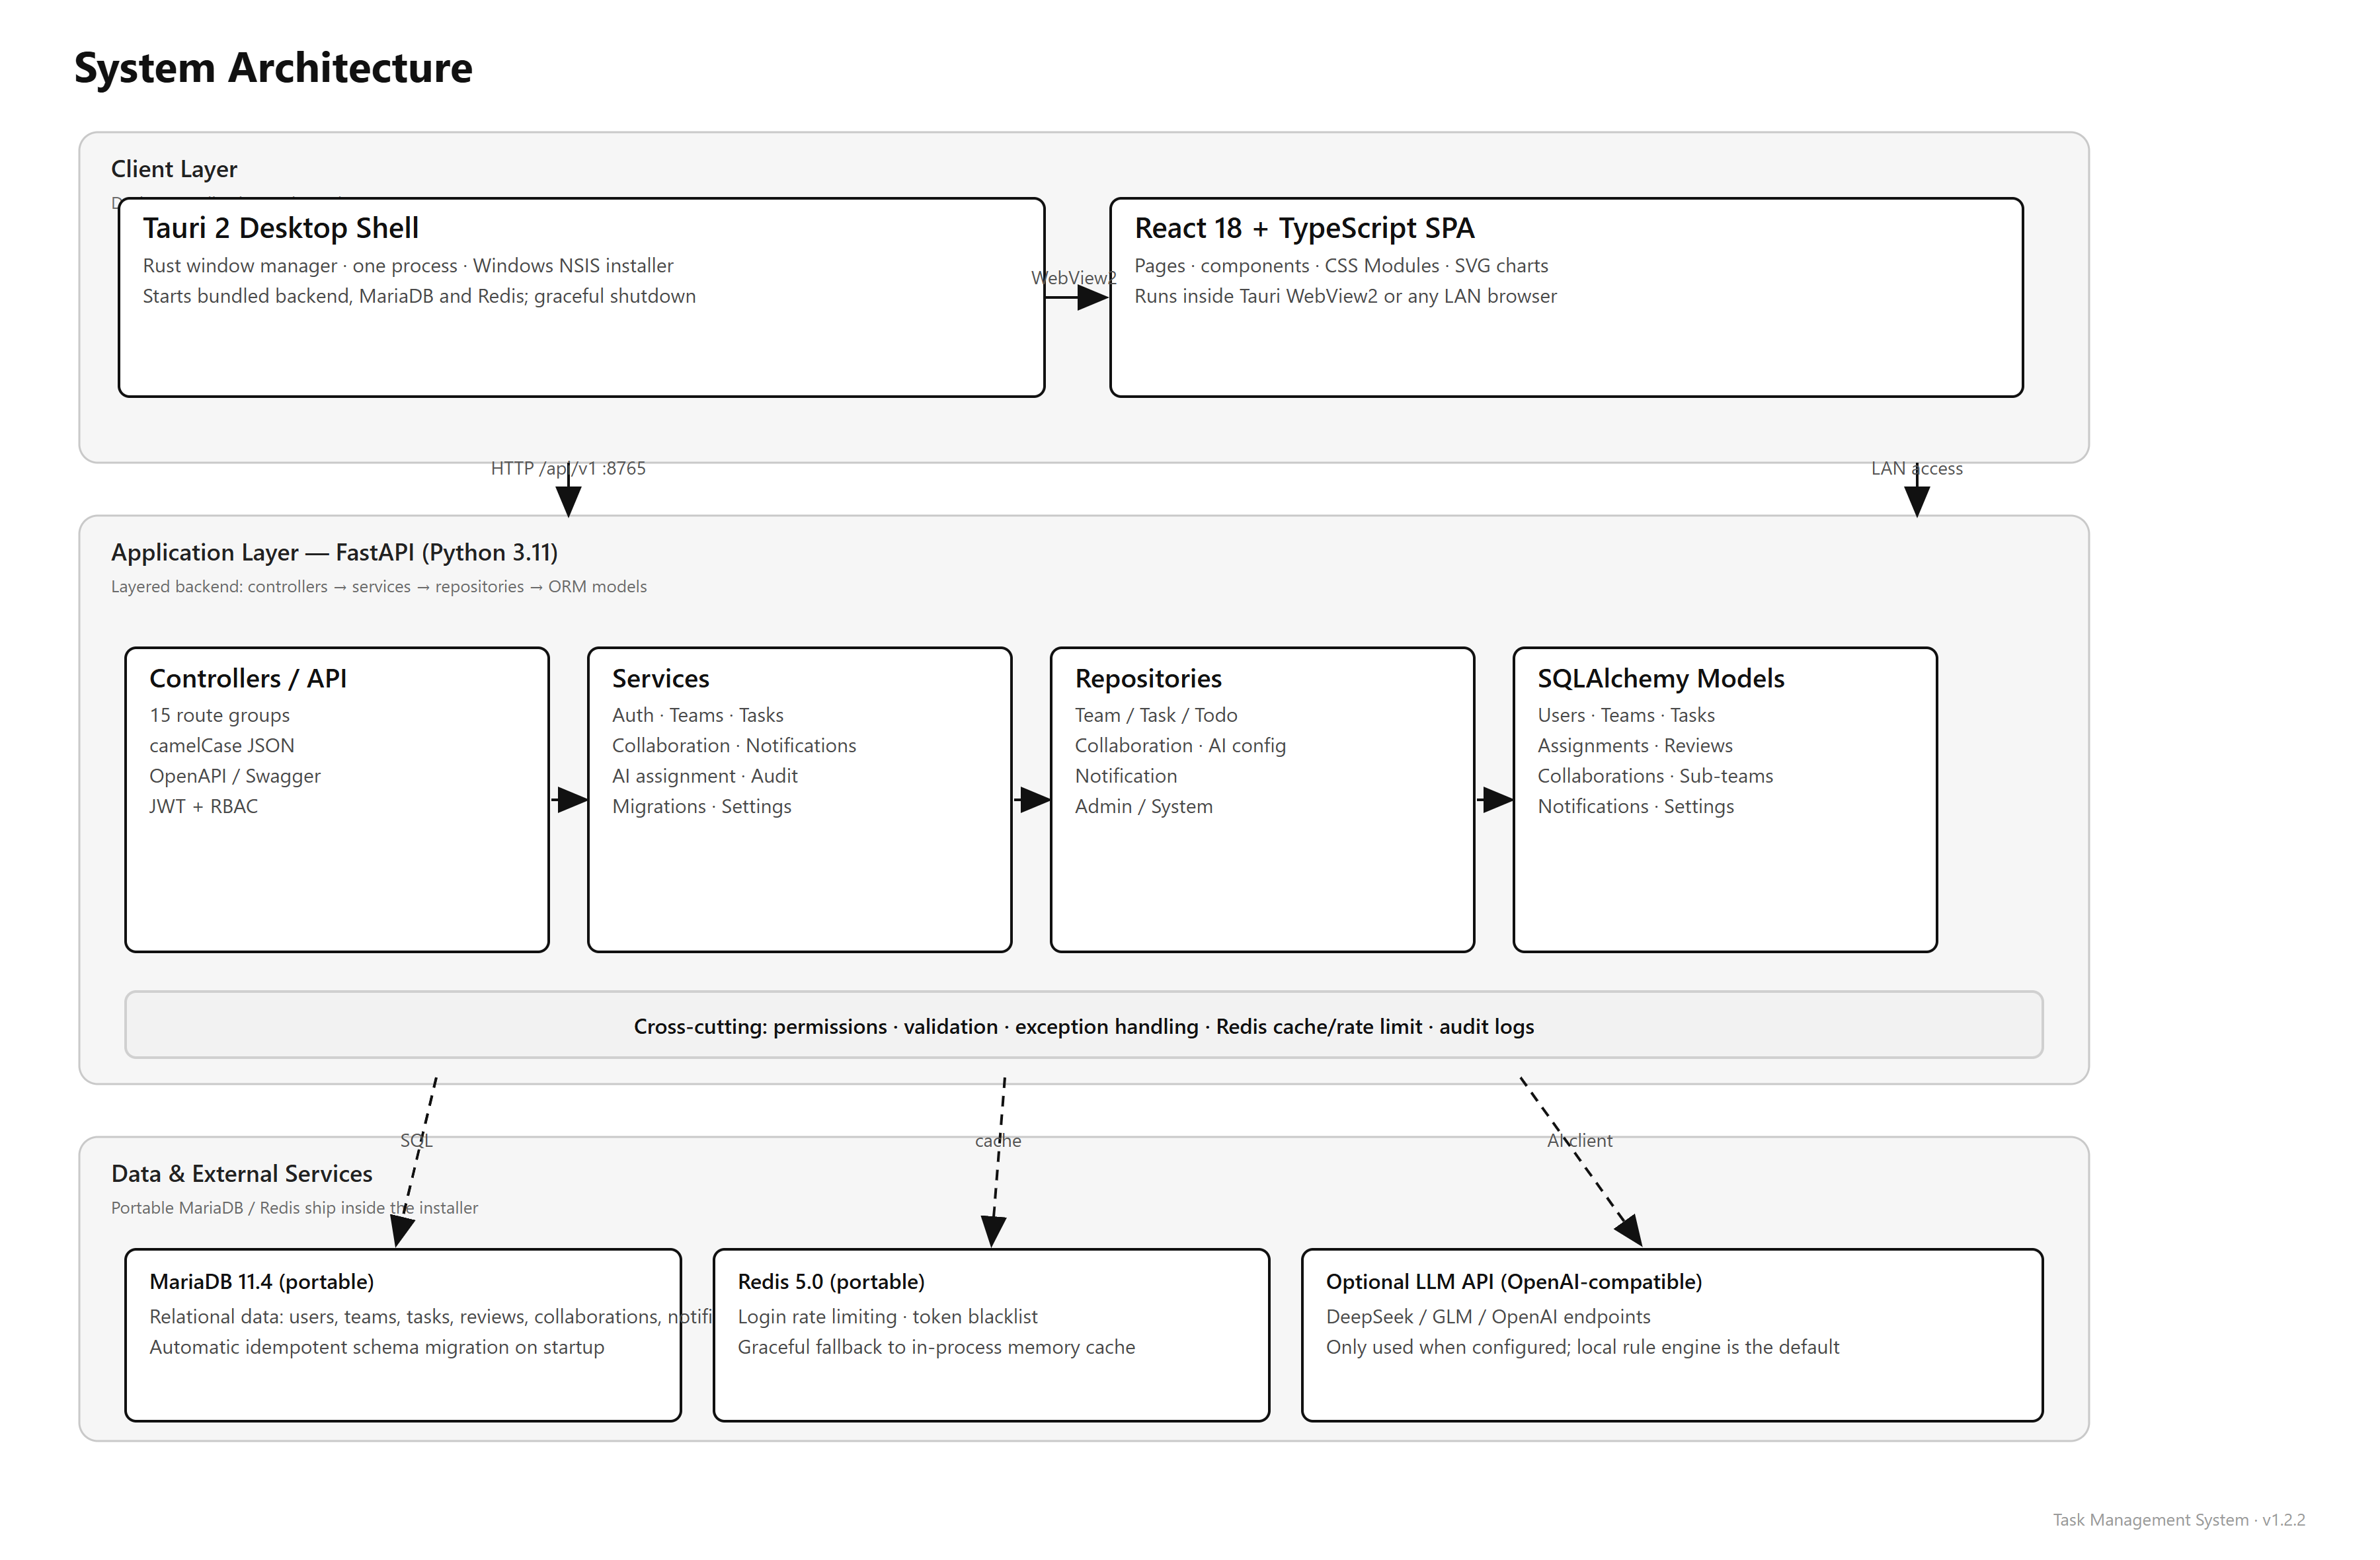 System Architecture
Client Layer
Tauri 2 Desktop Shell
Rust window manager · one process · Windows NSIS installer
Starts bundled backend, MariaDB and Redis; graceful shutdown
WebView2
React 18 + TypeScript SPA
Pages · components · CSS Modules · SVG charts
Runs inside Tauri WebView2 or any LAN browser
HTTP /api/v1 :8765
LAN access
Application Layer — FastAPI (Python 3.11)
Layered backend: controllers → services → repositories → ORM models
Controllers / API
15 route groups
camelCase JSON
OpenAPI / Swagger
JWT + RBAC
Services
Auth · Teams · Tasks
Collaboration · Notifications
AI assignment · Audit
Migrations · Settings
Repositories
Team / Task / Todo
Collaboration · AI config
Notification
Admin / System
SQLAlchemy Models
Users · Teams · Tasks
Assignments · Reviews
Collaborations · Sub-teams
Notifications · Settings
Cross-cutting: permissions · validation · exception handling · Redis cache/rate limit · audit logs
SQL
cache
AI client
Data & External Services
Portable MariaDB / Redis ship inside the installer
MariaDB 11.4 (portable)
Relational data: users, teams, tasks, reviews, collaborations, notifi
Automatic idempotent schema migration on startup
Redis 5.0 (portable)
Login rate limiting · token blacklist
Graceful fallback to in-process memory cache
Optional LLM API (OpenAI-compatible)
DeepSeek / GLM / OpenAI endpoints
Only used when configured; local rule engine is the default
Task Management System · v1.2.2